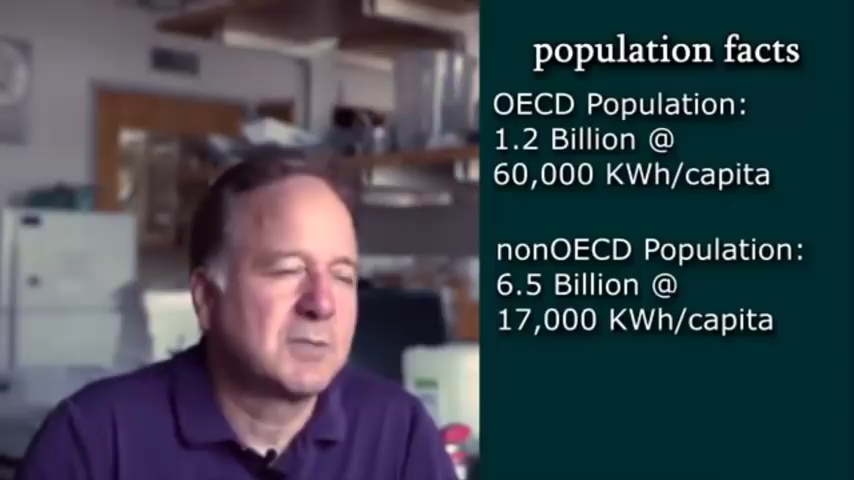 population facts
OECD Population:
1.2 Billion @
60,000 KWh/capita
nonOECD Population:
6.5 Billion @
17,000 KWh/capita